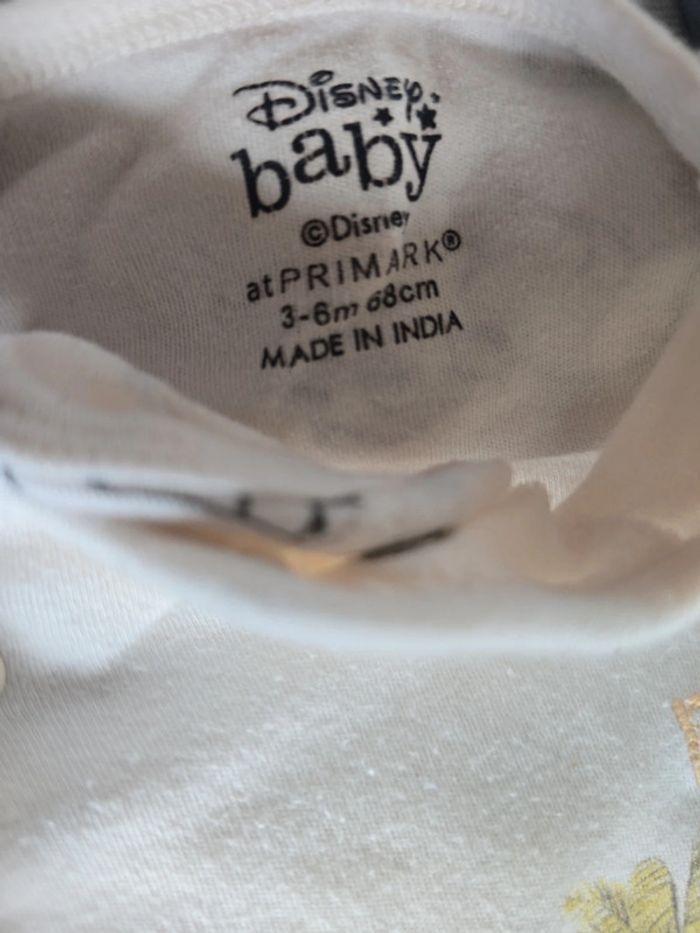 Disney
baby
©Disney
at PRIMARK®
3-6m 68cm
MADE IN INDIA